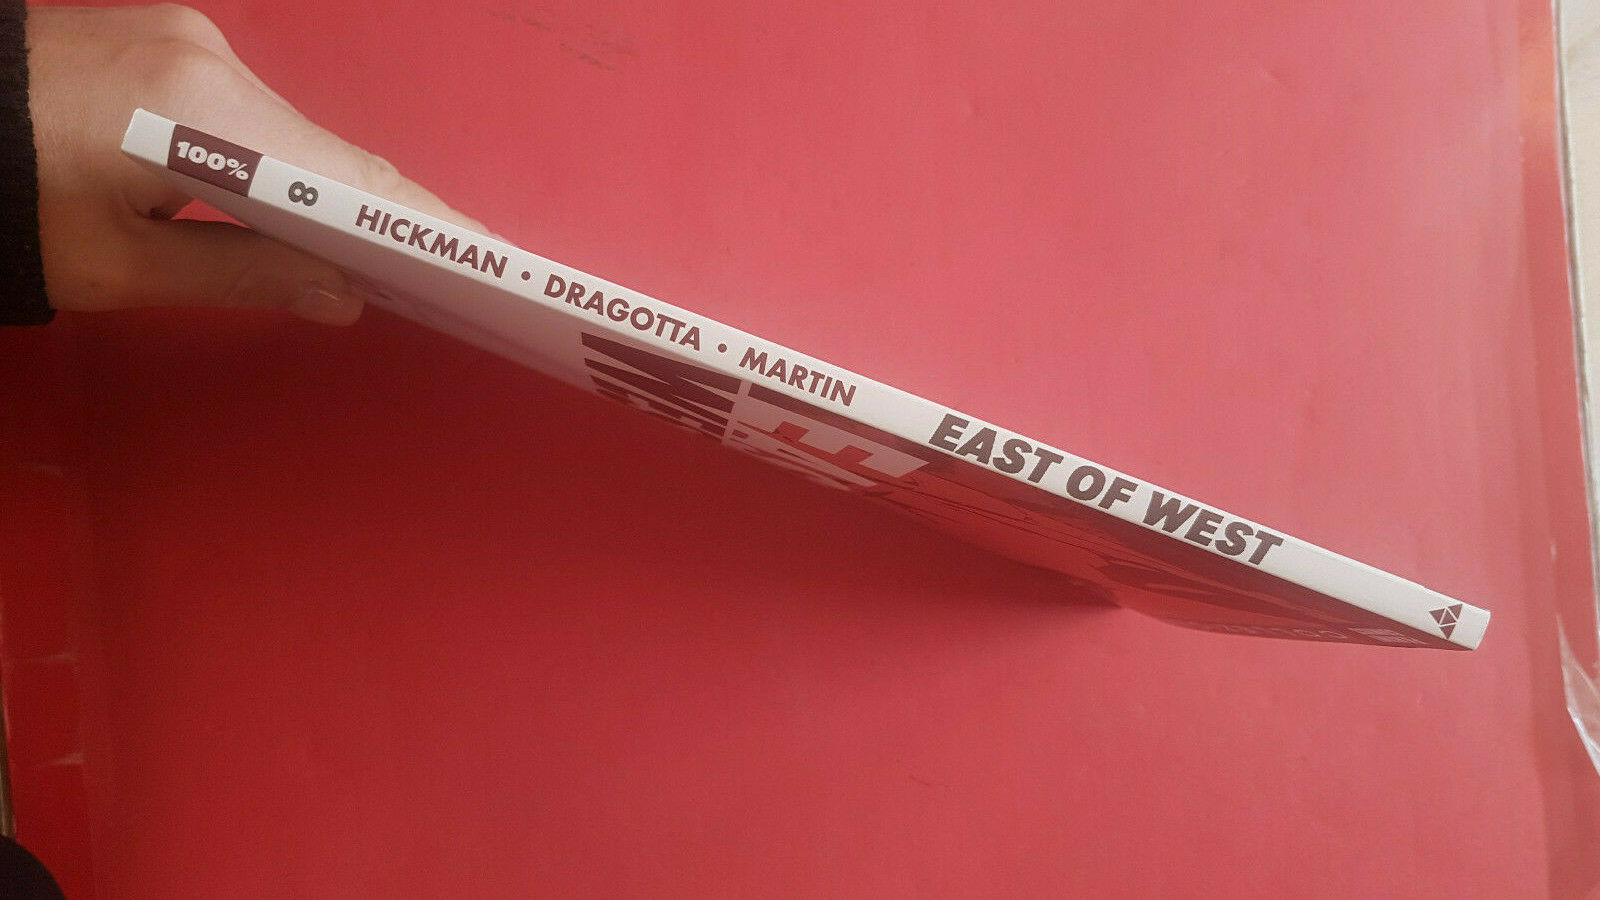 100%
8
HICKMAN • DRAGOTTA • MARTIN
EAST OF WEST